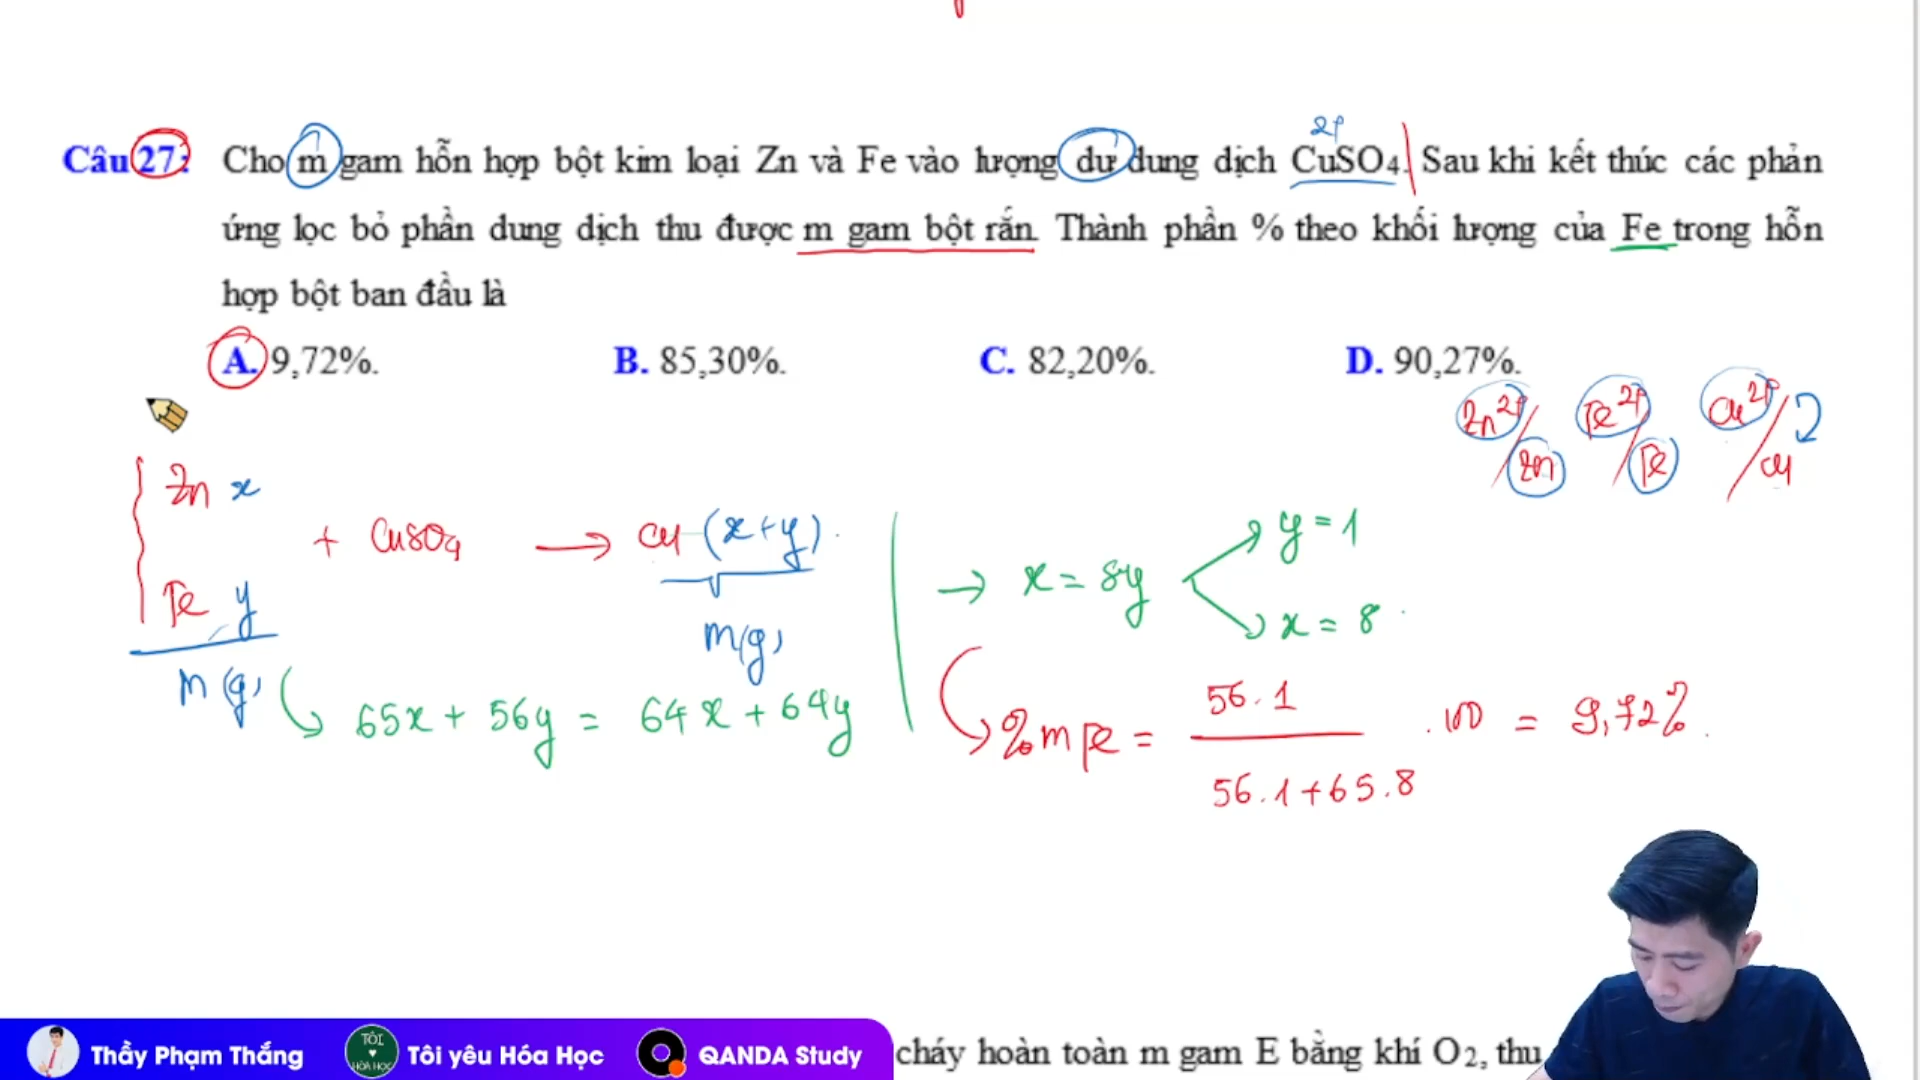 Câu 27: Cho m gam hỗn hợp bột kim loại Zn và Fe vào lượng dư dung dịch CuSO4. Sau khi kết thúc các phản
ứng lọc bỏ phần dung dịch thu được m gam bột rắn. Thành phần % theo khối lượng của Fe trong hỗn
hợp bột ban đầu là
A. 9,72%. B. 85,30%. C. 82,20%. D. 90,27%.
2+
Zn2+/Zn Fe2+/Fe Cu2+/Cu
Zn x
+ CuSO4 → Cu (x+y)
Fe y
m(g)
m(g)
65x + 56y = 64x + 64y
→ x = 8y
y = 1
x = 8
%mFe = 56.1 / 56.1+65.8 .100 = 9,72%.
Thầy Phạm Thắng
TÔI ♥ HÓA HỌC
Tôi yêu Hóa Học
QANDA Study
cháy hoàn toàn m gam E bằng khí O2, thu